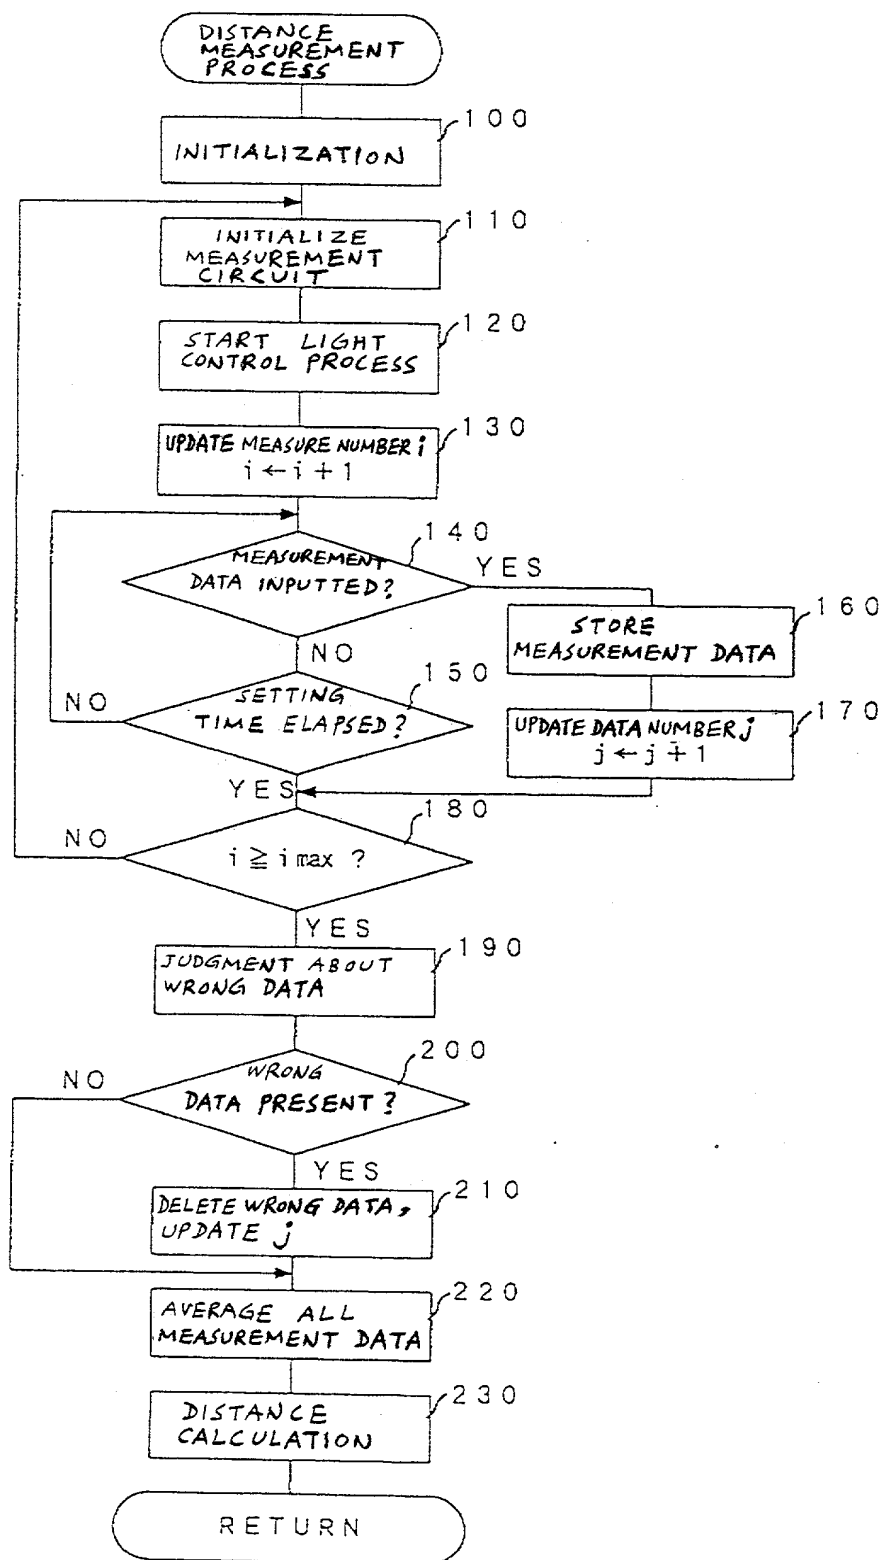 DISTANCE
MEASUREMENT
PROCESS
100
INITIALIZATION
110
INITIALIZE
MEASUREMENT
CIRCUIT
120
START LIGHT
CONTROL PROCESS
130
UPDATE MEASURE NUMBER i
i ← i + 1
140
MEASUREMENT
DATA INPUTTED?
YES
160
STORE
MEASUREMENT DATA
NO
150
NO
SETTING
TIME ELAPSED?
170
UPDATE DATA NUMBER j
j ← j + 1
YES
180
NO
i ≧ i max ?
YES
190
JUDGMENT ABOUT
WRONG DATA
200
NO
WRONG
DATA PRESENT?
YES
210
DELETE WRONG DATA,
UPDATE j
220
AVERAGE ALL
MEASUREMENT DATA
230
DISTANCE
CALCULATION
RETURN